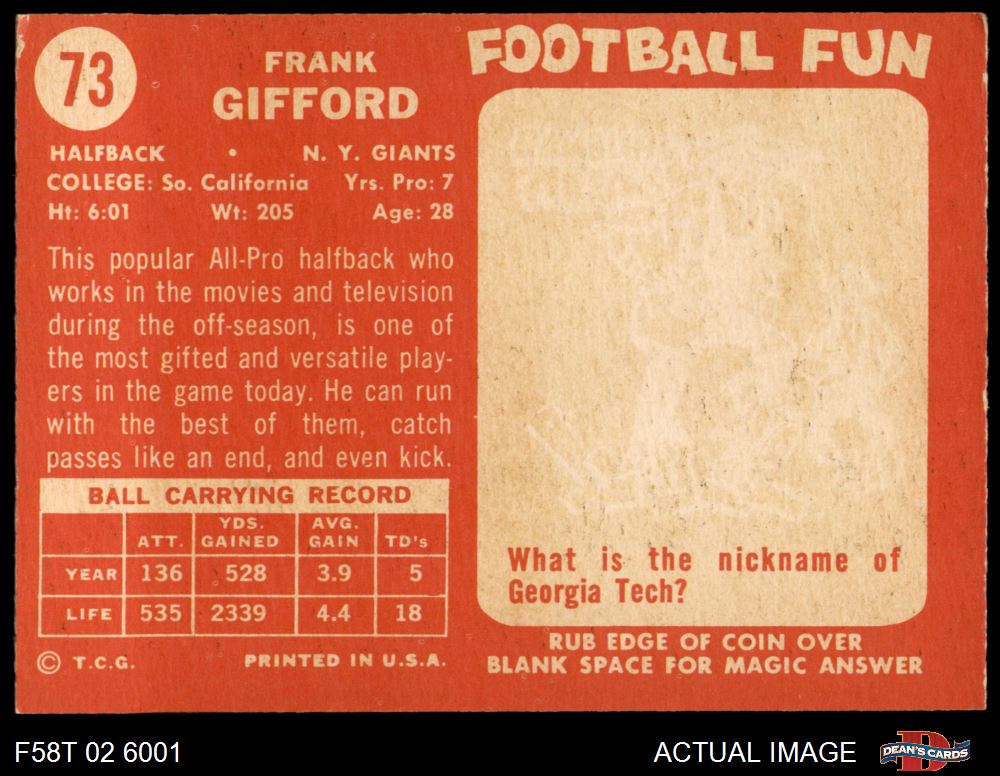 73
FRANK
GIFFORD
HALFBACK • N. Y. GIANTS
COLLEGE: So. California Yrs. Pro: 7
Ht: 6:01 Wt: 205 Age: 28
This popular All-Pro halfback who
works in the movies and television
during the off-season, is one of
the most gifted and versatile play-
ers in the game today. He can run
with the best of them, catch
passes like an end, and even kick.
BALL CARRYING RECORD
ATT. YDS. GAINED AVG. GAIN TD's
YEAR 136 528 3.9 5
LIFE 535 2339 4.4 18
© T.C.G. PRINTED IN U.S.A.
FOOTBALL FUN
What is the nickname of
Georgia Tech?
RUB EDGE OF COIN OVER
BLANK SPACE FOR MAGIC ANSWER
F58T 02 6001
ACTUAL IMAGE
D
DEAN'S CARDS